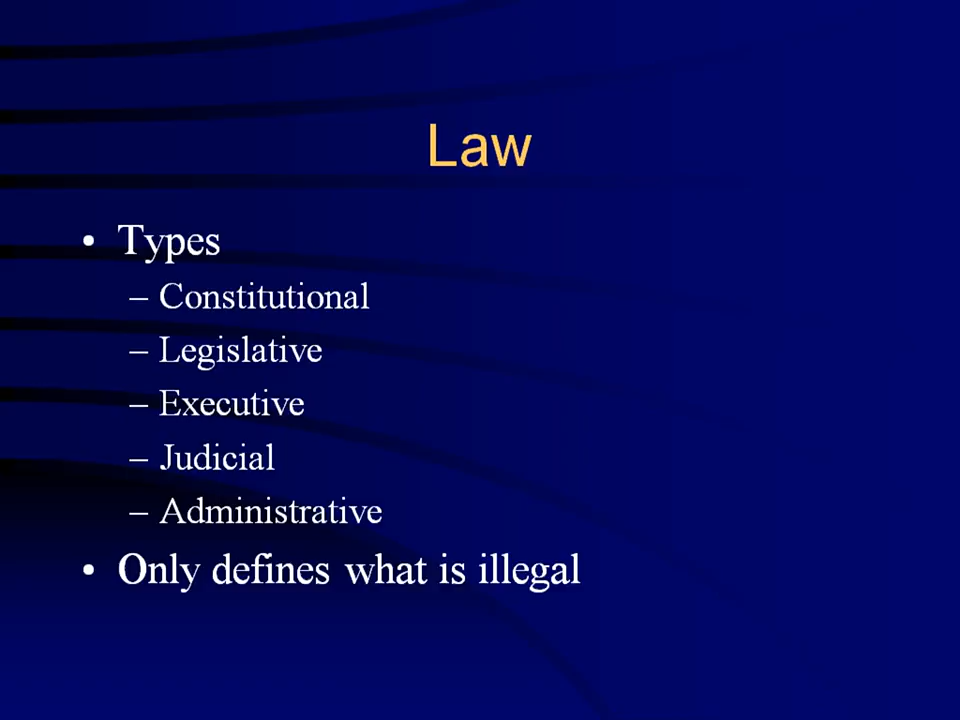 Law
• Types
– Constitutional
– Legislative
– Executive
– Judicial
– Administrative
• Only defines what is illegal